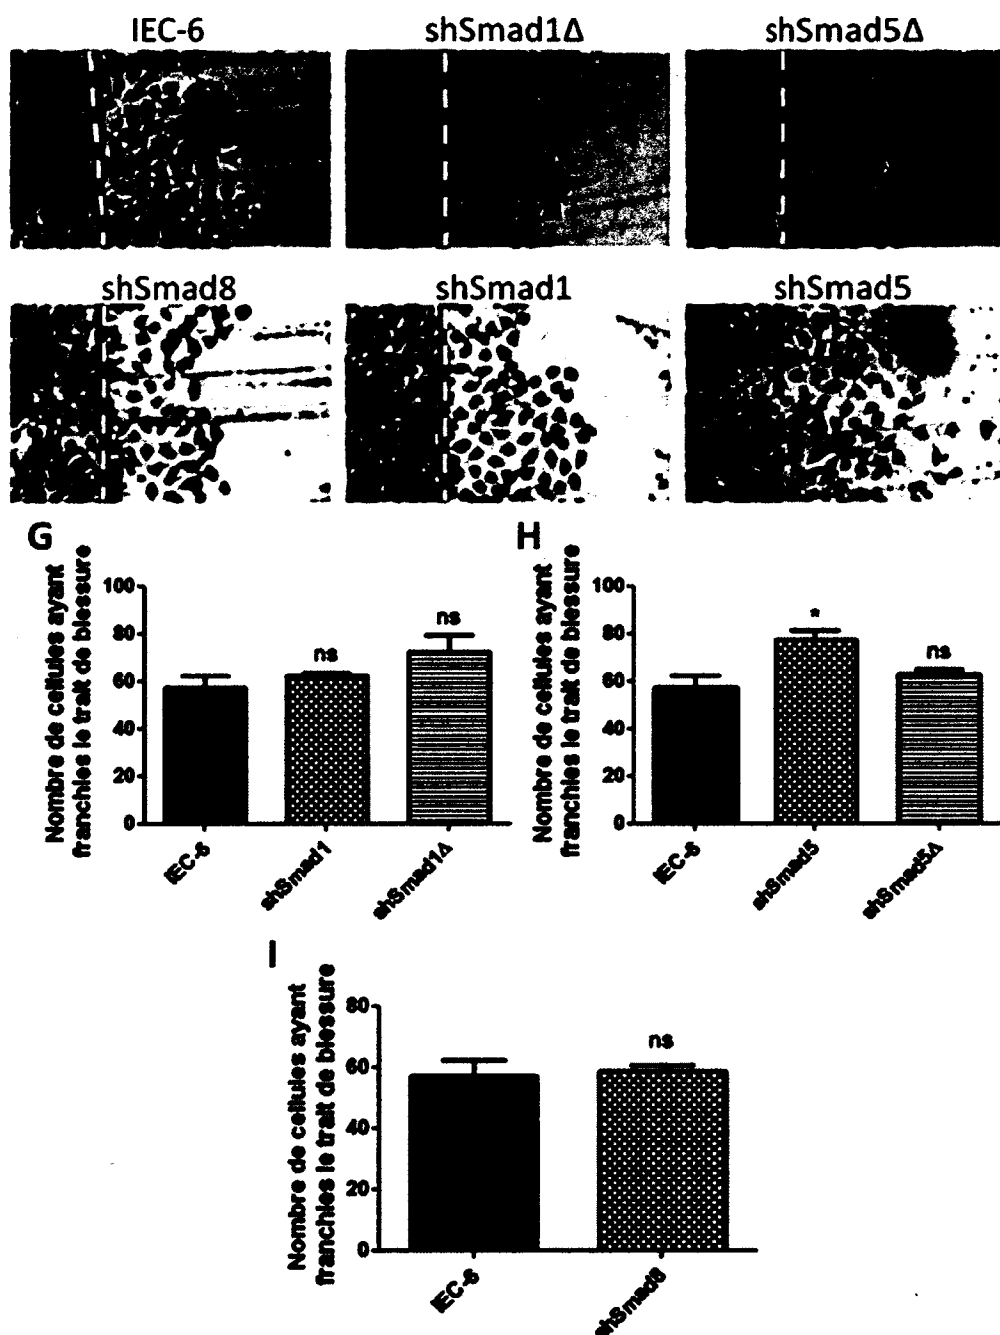 IEC-6 shSmad1Δ shSmad5Δ
shSmad8 shSmad1 shSmad5
G
Nombre de cellules ayant
franchies le trait de blessure
100
80
60
40
20
0
ns
ns
IEC-6
shSmad1
shSmad1Δ
H
Nombre de cellules ayant
franchies le trait de blessure
100
80
60
40
20
0
*
ns
IEC-6
shSmad5
shSmad5Δ
I
Nombre de cellules ayant
franchies le trait de blessure
80
60
40
20
0
ns
IEC-6
shSmad8